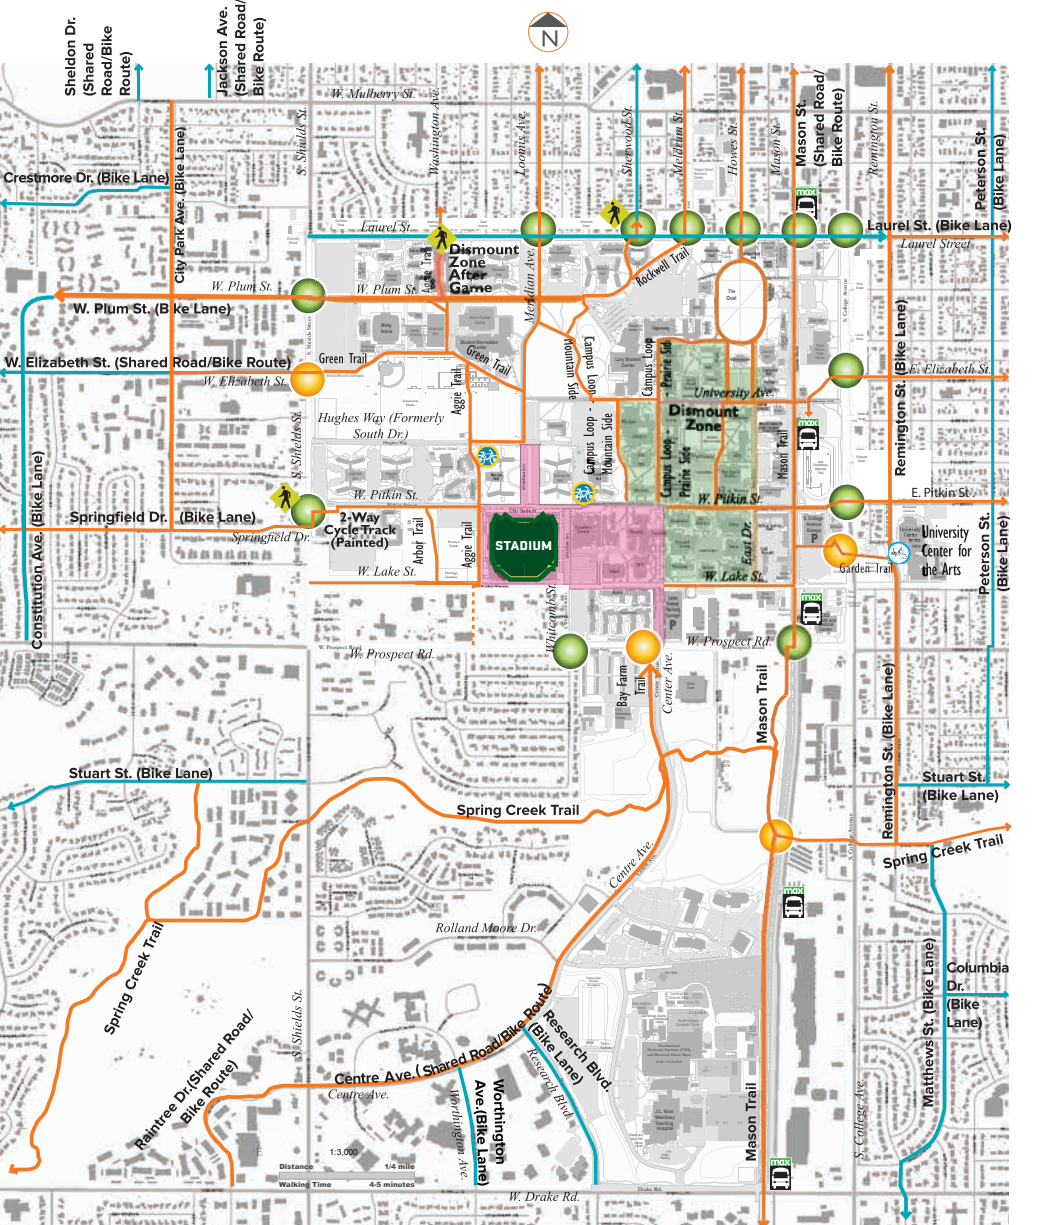 N
Sheldon Dr.
(Shared
Road/Bike
Route)
Jackson Ave.
(Shared Road/
Bike Route)
W. Mulberry St.
S. Shields St.
Washington Ave.
Loomis Ave.
Sherwood St.
Meldrum St.
Howes St.
Mason St.
Mason St.
(Shared Road/
Bike Route)
Remington St.
Peterson St.
(Bike Lane)
Crestmore Dr. (Bike Lane)
City Park Ave. (Bike Lane)
max
Laurel St.
Laurel St. (Bike Lane)
Laurel Street
Dismount
Zone
After
Game
Aggie Trail
Meridian Ave.
Rockwell Trail
The
Oval
S. College Avenue
W. Plum St.
W. Plum St.
W. Plum St. (Bike Lane)
W. Elizabeth St. (Shared Road/Bike Route)
W. Elizabeth St.
Green Trail
Green Trail
Aggie Trail
Campus Loop -
Mountain Side
Campus Loop
- Prairie Side
University Ave.
E. Elizabeth St.
Remington St. (Bike Lane)
Dismount
Zone
Hughes Way (Formerly
South Dr.)
S. Shields St.
Campus Loop -
Mountain Side
Campus Loop -
Prairie Side
Mason Trail
max
W. Pitkin St.
W. Pitkin St.
E. Pitkin St.
Springfield Dr. (Bike Lane)
Springfield Dr.
2-Way
Cycle Track
(Painted)
Arbor Trail
Aggie Trail
STADIUM
East Dr.
P
Garden Trail
University
Center for
the Arts
Peterson St.
(Bike Lane)
Constitution Ave. (Bike Lane)
W. Lake St.
W. Lake St.
max
Whitcomb St.
P
W. Prospect Rd.
W. Prospect Rd.
W. Prospect Road
Bay Farm
Trail
Center Ave.
Mason Trail
Remington St. (Bike Lane)
Stuart St. (Bike Lane)
Stuart St.
(Bike Lane)
Spring Creek Trail
Spring Creek Trail
Centre Ave.
S. College Avenue
max
Rolland Moore Dr.
Spring Creek Trail
S. Shields St.
Columbia
Dr.
(Bike
Lane)
Matthews St. (Bike Lane)
Raintree Dr.(Shared Road/
Bike Route)
Centre Ave.( Shared Road/Bike Route)
Centre Ave.
Research Blvd.
(Bike Lane)
Research Blvd.
Worthington
Ave.(Bike Lane)
Worthington Ave.
Mason Trail
S. College Ave.
max
1:3,000
Distance 1/4 mile
Walking Time 4-5 minutes
W. Drake Rd.
Drake Rd.